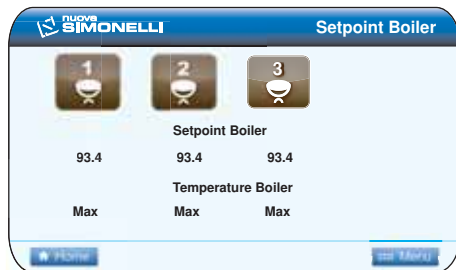 nuova
SIMONELLI
Setpoint Boiler
1 2 3
Setpoint Boiler
93.4 93.4 93.4
Temperature Boiler
Max Max Max
Home Menu